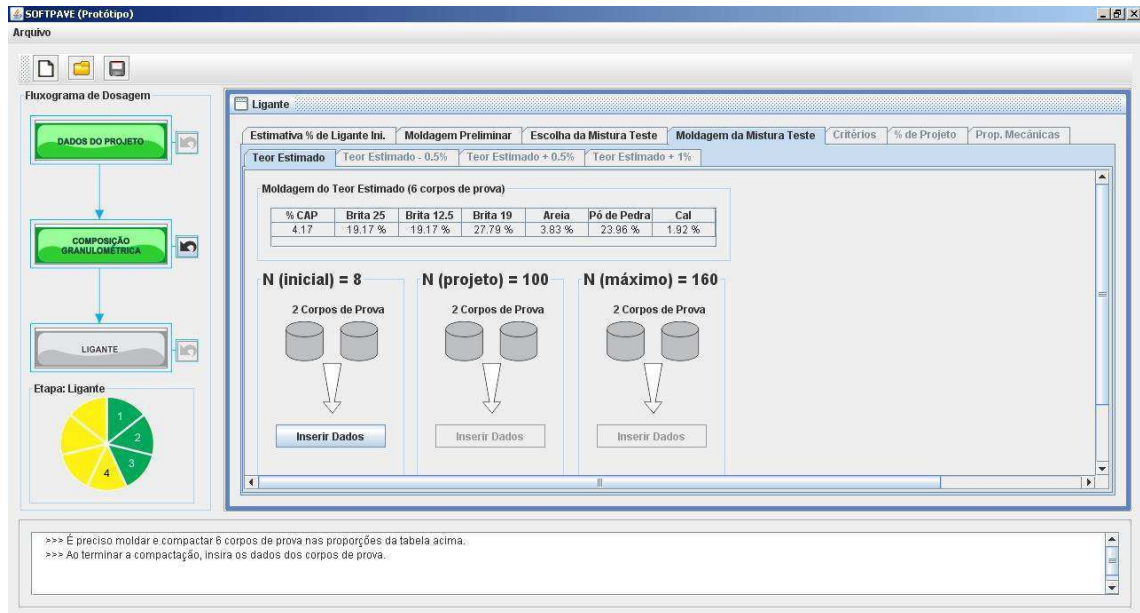 SOFTPAVE (Protótipo)
Arquivo
Fluxograma de Dosagem
DADOS DO PROJETO
COMPOSIÇÃO
GRANULOMÉTRICA
LIGANTE
Etapa: Ligante
1
2
3
4
Ligante
Estimativa % de Ligante Ini. Moldagem Preliminar Escolha da Mistura Teste Moldagem da Mistura Teste Critérios % de Projeto Prop. Mecânicas
Teor Estimado Teor Estimado - 0.5% Teor Estimado + 0.5% Teor Estimado + 1%
Moldagem do Teor Estimado (6 corpos de prova)
% CAP Brita 25 Brita 12.5 Brita 19 Areia Pó de Pedra Cal
4.17 19.17 % 19.17 % 27.79 % 3.83 % 23.96 % 1.92 %
N (inicial) = 8 N (projeto) = 100 N (máximo) = 160
2 Corpos de Prova 2 Corpos de Prova 2 Corpos de Prova
Inserir Dados Inserir Dados Inserir Dados
>>> É preciso moldar e compactar 6 corpos de prova nas proporções da tabela acima.
>>> Ao terminar a compactação, insira os dados dos corpos de prova.